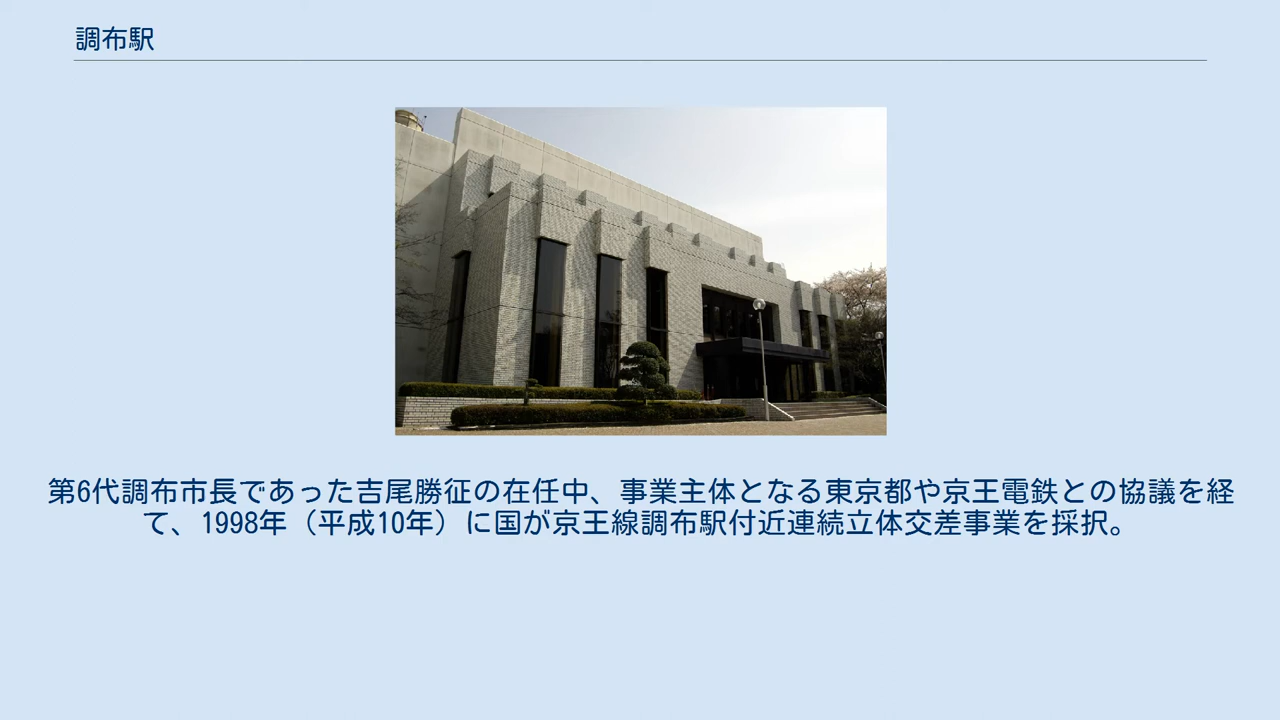 調布駅
第6代調布市長であった吉尾勝征の在任中、事業主体となる東京都や京王電鉄との協議を経
て、1998年（平成10年）に国が京王線調布駅付近連続立体交差事業を採択。